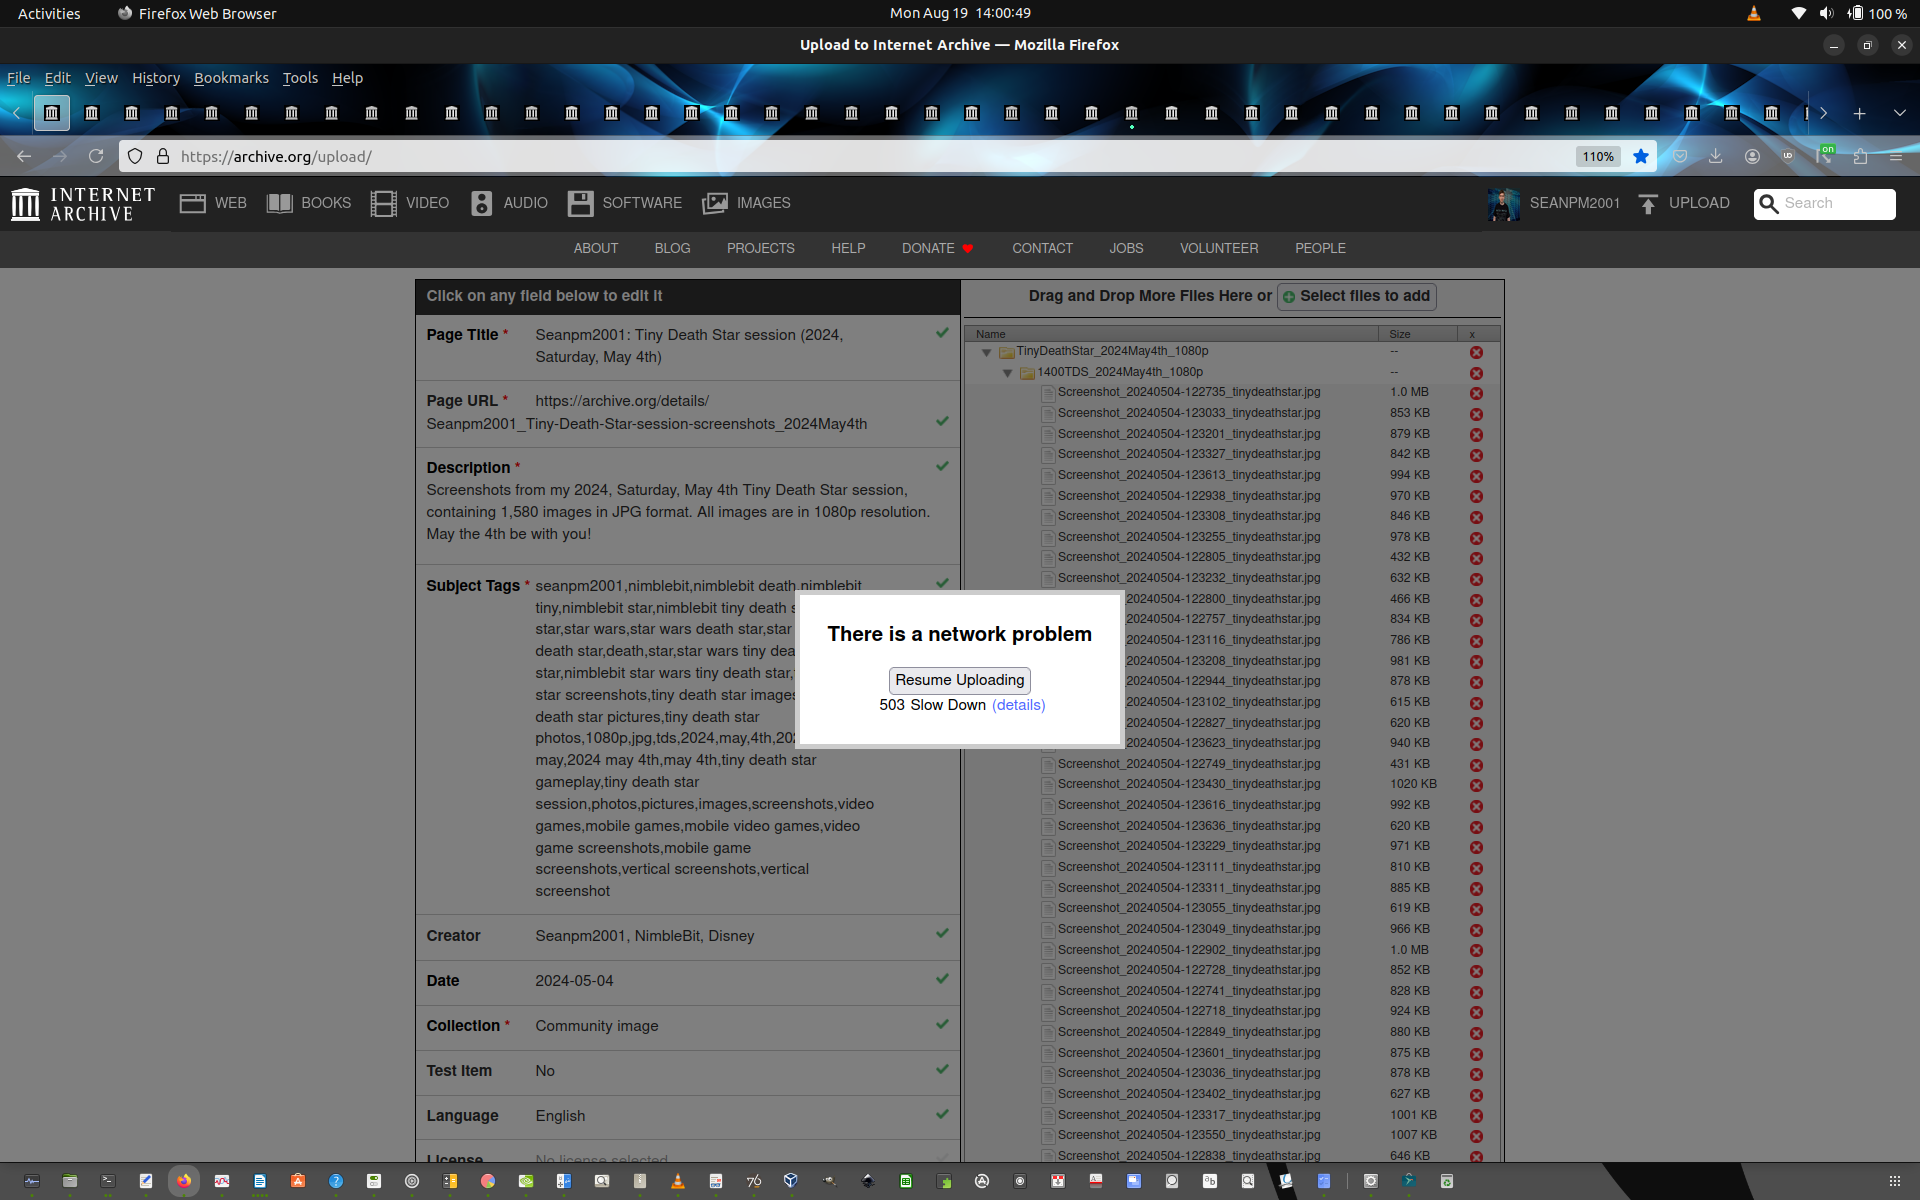 Activities
Firefox Web Browser
Mon Aug 19 14:00:49
100 %
Upload to Internet Archive — Mozilla Firefox
File Edit View History Bookmarks Tools Help
https://archive.org/upload/
110%
on
INTERNET
ARCHIVE
WEB BOOKS VIDEO AUDIO SOFTWARE IMAGES
SEANPM2001 UPLOAD
Search
ABOUT BLOG PROJECTS HELP DONATE CONTACT JOBS VOLUNTEER PEOPLE
Click on any field below to edit it
Page Title * Seanpm2001: Tiny Death Star session (2024,
Saturday, May 4th)
Page URL * https://archive.org/details/
Seanpm2001_Tiny-Death-Star-session-screenshots_2024May4th
Description *
Screenshots from my 2024, Saturday, May 4th Tiny Death Star session,
containing 1,580 images in JPG format. All images are in 1080p resolution.
May the 4th be with you!
Subject Tags * seanpm2001,nimblebit,nimblebit death,nimblebit
tiny,nimblebit star,nimblebit tiny death s
star,star wars,star wars death star,star
death star,death,star,star wars tiny dea
star,nimblebit star wars tiny death star,
star screenshots,tiny death star images
death star pictures,tiny death star
photos,1080p,jpg,tds,2024,may,4th,202
may,2024 may 4th,may 4th,tiny death star
gameplay,tiny death star
session,photos,pictures,images,screenshots,video
games,mobile games,mobile video games,video
game screenshots,mobile game
screenshots,vertical screenshots,vertical
screenshot
Creator Seanpm2001, NimbleBit, Disney
Date 2024-05-04
Collection * Community image
Test Item No
Language English
License No license selected
Drag and Drop More Files Here or Select files to add
Name Size x
TinyDeathStar_2024May4th_1080p --
1400TDS_2024May4th_1080p --
Screenshot_20240504-122735_tinydeathstar.jpg 1.0 MB
Screenshot_20240504-123033_tinydeathstar.jpg 853 KB
Screenshot_20240504-123201_tinydeathstar.jpg 879 KB
Screenshot_20240504-123327_tinydeathstar.jpg 842 KB
Screenshot_20240504-123613_tinydeathstar.jpg 994 KB
Screenshot_20240504-122938_tinydeathstar.jpg 970 KB
Screenshot_20240504-123308_tinydeathstar.jpg 846 KB
Screenshot_20240504-123255_tinydeathstar.jpg 978 KB
Screenshot_20240504-122805_tinydeathstar.jpg 432 KB
Screenshot_20240504-123232_tinydeathstar.jpg 632 KB
-122800_tinydeathstar.jpg 466 KB
-122757_tinydeathstar.jpg 834 KB
-123116_tinydeathstar.jpg 786 KB
-123208_tinydeathstar.jpg 981 KB
-122944_tinydeathstar.jpg 878 KB
-123102_tinydeathstar.jpg 615 KB
-122827_tinydeathstar.jpg 620 KB
-123623_tinydeathstar.jpg 940 KB
Screenshot_20240504-122749_tinydeathstar.jpg 431 KB
Screenshot_20240504-123430_tinydeathstar.jpg 1020 KB
Screenshot_20240504-123616_tinydeathstar.jpg 992 KB
Screenshot_20240504-123636_tinydeathstar.jpg 620 KB
Screenshot_20240504-123229_tinydeathstar.jpg 971 KB
Screenshot_20240504-123111_tinydeathstar.jpg 810 KB
Screenshot_20240504-123311_tinydeathstar.jpg 885 KB
Screenshot_20240504-123055_tinydeathstar.jpg 619 KB
Screenshot_20240504-123049_tinydeathstar.jpg 966 KB
Screenshot_20240504-122902_tinydeathstar.jpg 1.0 MB
Screenshot_20240504-122728_tinydeathstar.jpg 852 KB
Screenshot_20240504-122741_tinydeathstar.jpg 828 KB
Screenshot_20240504-122718_tinydeathstar.jpg 924 KB
Screenshot_20240504-122849_tinydeathstar.jpg 880 KB
Screenshot_20240504-123601_tinydeathstar.jpg 875 KB
Screenshot_20240504-123036_tinydeathstar.jpg 878 KB
Screenshot_20240504-123402_tinydeathstar.jpg 627 KB
Screenshot_20240504-123317_tinydeathstar.jpg 1001 KB
Screenshot_20240504-123550_tinydeathstar.jpg 1007 KB
Screenshot_20240504-122838_tinydeathstar.jpg 646 KB
There is a network problem
Resume Uploading
503 Slow Down (details)